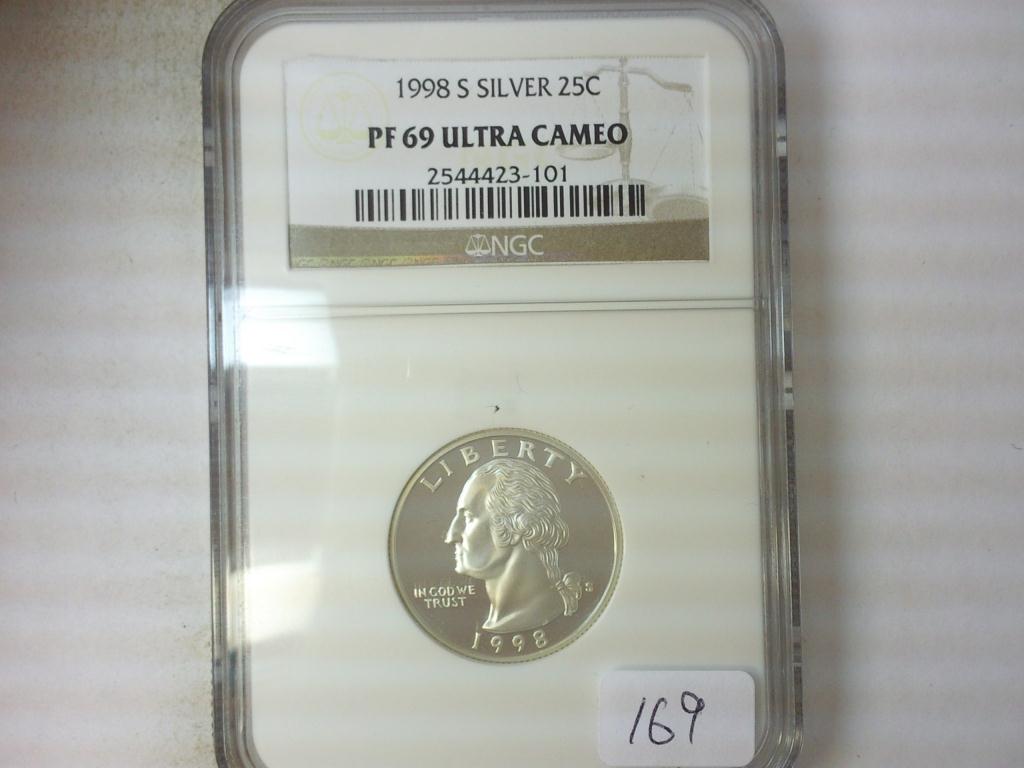 1998 S SILVER 25C
PF 69 ULTRA CAMEO
2544423-101
NGC
LIBERTY
IN GOD WE
TRUST
S
1998
169